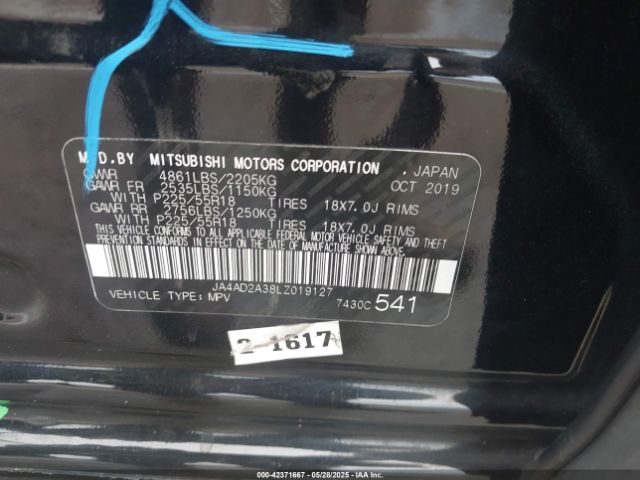 M D.BY MITSUBISHI MOTORS CORPORATION , JAPAN
GVWR 4861LBS/2205KG OCT 2019
GAWR FR 2535LBS/1150KG
WITH P225/55R18 TIRES 18X7.0J RIMS
GAWR RR 2756LBS/1250KG
WITH P225/55R18 TIRES 18X7.0J RIMS
THIS VEHICLE CONFORMS TO ALL APPLICABLE FEDERAL MOTOR VEHICLE SAFETY AND THEFT
PREVENTION STANDARDS IN EFFECT ON THE DATE OF MANUFACTURE SHOWN ABOVE.
JA4AD2A38LZ019127
VEHICLE TYPE: MPV 7430C 541
2-1617
© COPYRIGHT 42371667 - 05/28/2025 - IAA Holdings, LLC